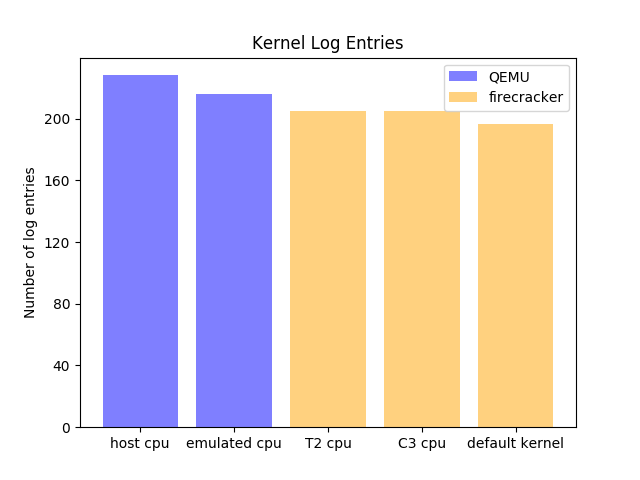 Kernel Log Entries
QEMU
firecracker
Number of log entries
200
160
120
80
40
0
host cpu
emulated cpu
T2 cpu
C3 cpu
default kernel